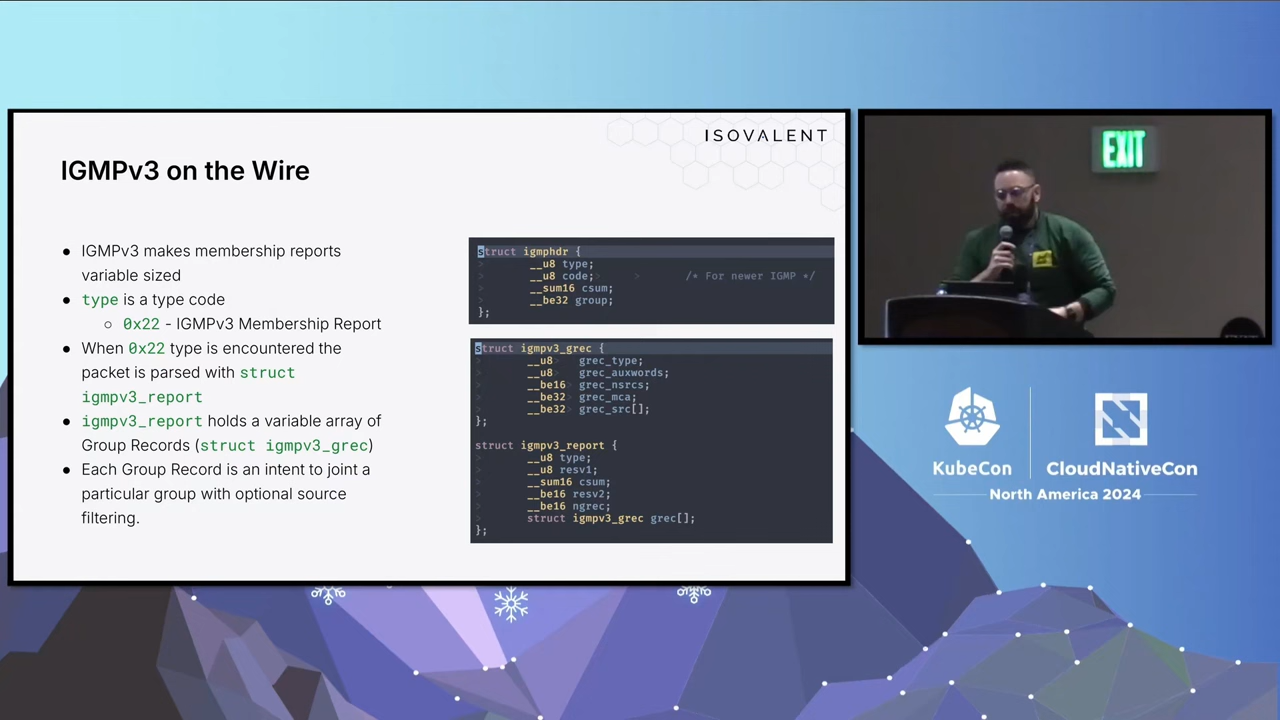 ISOVALENT
IGMPv3 on the Wire
● IGMPv3 makes membership reports
variable sized
● type is a type code
○ 0x22 - IGMPv3 Membership Report
● When 0x22 type is encountered the
packet is parsed with struct
igmpv3_report
● igmpv3_report holds a variable array of
Group Records (struct igmpv3_grec)
● Each Group Record is an intent to joint a
particular group with optional source
filtering.
struct igmphdr {
> __u8 type;
> __u8 code; > /* For newer IGMP */
> __sum16 csum;
> __be32 group;
};
struct igmpv3_grec {
> __u8 grec_type;
> __u8 grec_auxwords;
> __be16> grec_nsrcs;
> __be32> grec_mca;
> __be32> grec_src[];
};
struct igmpv3_report {
> __u8 type;
> __u8 resv1;
> __sum16 csum;
> __be16 resv2;
> __be16 ngrec;
> struct igmpv3_grec grec[];
};
EXIT
KubeCon
CloudNativeCon
North America 2024